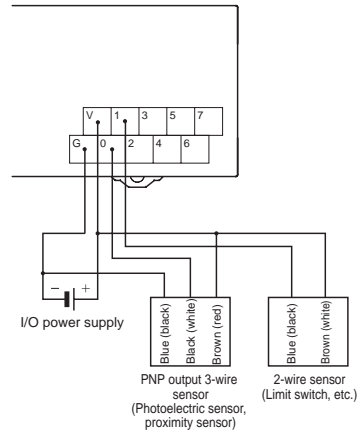 V 1 3 5 7
G 0 2 4 6
− +
I/O power supply
Blue (black)
Black (white)
Brown (red)
Blue (black)
Brown (white)
PNP output 3-wire
sensor
(Photoelectric sensor,
proximity sensor)
2-wire sensor
(Limit switch, etc.)